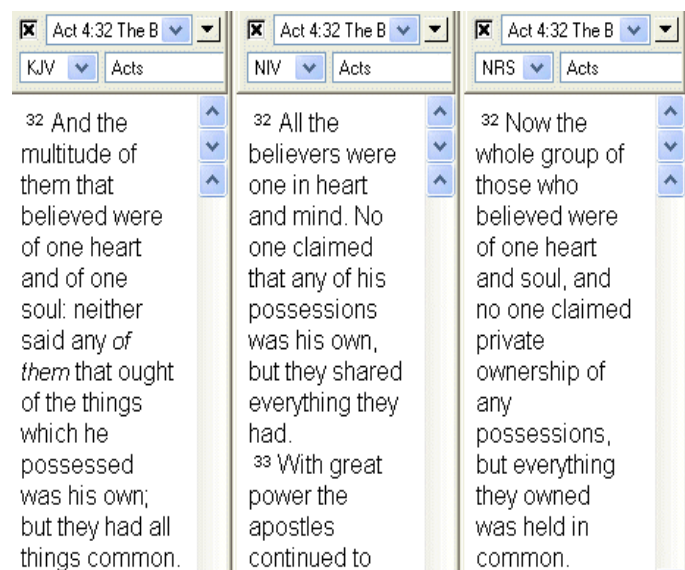 Act 4:32 The B
KJV Acts
32 And the
multitude of
them that
believed were
of one heart
and of one
soul: neither
said any of
them that ought
of the things
which he
possessed
was his own;
but they had all
things common.
Act 4:32 The B
NIV Acts
32 All the
believers were
one in heart
and mind. No
one claimed
that any of his
possessions
was his own,
but they shared
everything they
had.
33 With great
power the
apostles
continued to
Act 4:32 The B
NRS Acts
32 Now the
whole group of
those who
believed were
of one heart
and soul, and
no one claimed
private
ownership of
any
possessions,
but everything
they owned
was held in
common.